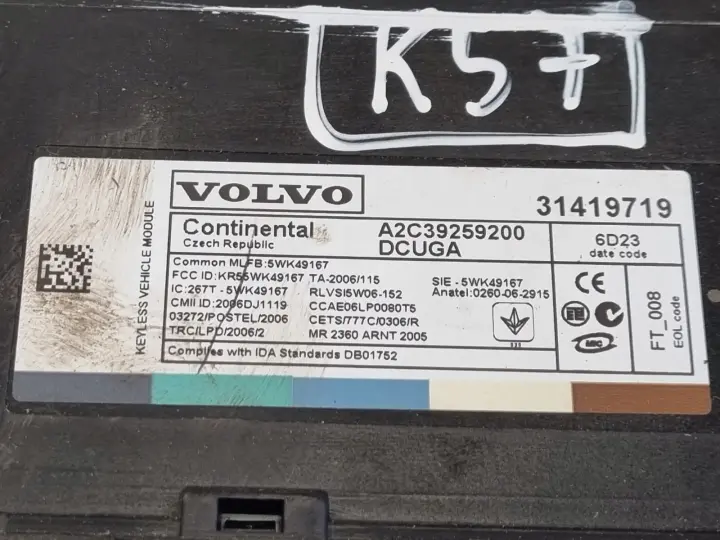 K57
VOLVO
31419719
Continental
Czech Republic
A2C39259200
DCUGA
6D23
date code
KEYLESS VEHICLE MODULE
Common MLFB:5WK49167
FCC ID: KR55WK49167 TA-2006/115
IC:267T - 5WK49167 RLVSI5W06-152
CMII ID:2006DJ1119 CCAE06LP0080T5
03272/POSTEL/2006 CETS/777C/0306/R
TRC/LPD/2006/2 MR 2360 ARNT 2005
SIE - 5WK49167
Anatel:0260-06-2915
CE
MIC
FT_008
EOL code
Complies with IDA Standards DB01752